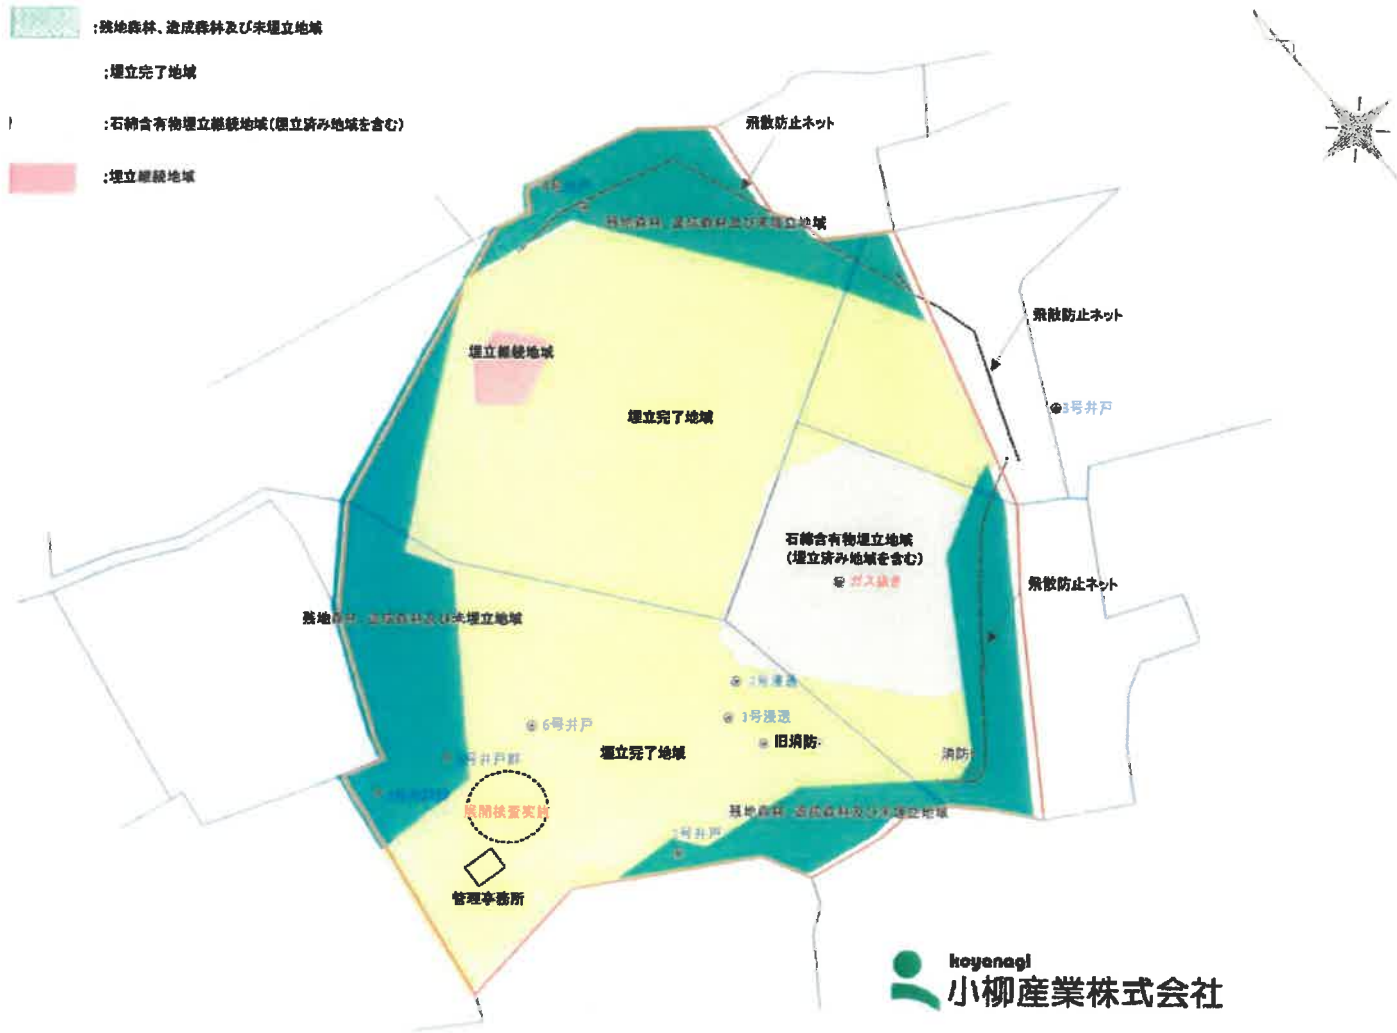 :残地森林、造成森林及び未埋立地域
:埋立完了地域
:石綿含有物埋立継続地域(埋立済み地域を含む)
:埋立継続地域
飛散防止ネット
残地森林、造成森林及び未埋立地域
飛散防止ネット
埋立継続地域
3号井戸
埋立完了地域
石綿含有物埋立地域
(埋立済み地域を含む)
ガス抜き
飛散防止ネット
残地森林、造成森林及び未埋立地域
2号浸透
1号浸透
6号井戸
旧消防
埋立完了地域
消防
号井戸群
展開検査実施
残地森林、造成森林及び未埋立地域
号井戸
管理事務所
koyanagi
小柳産業株式会社